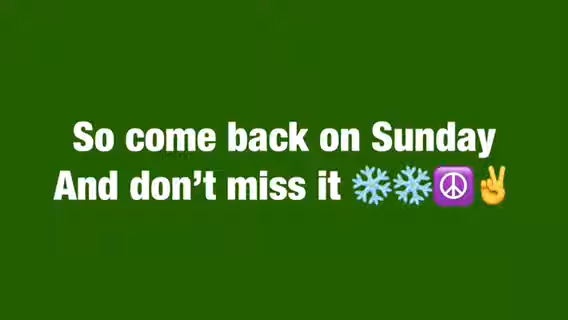 So come back on Sunday
And don’t miss it ❄️❄️☮️✌️